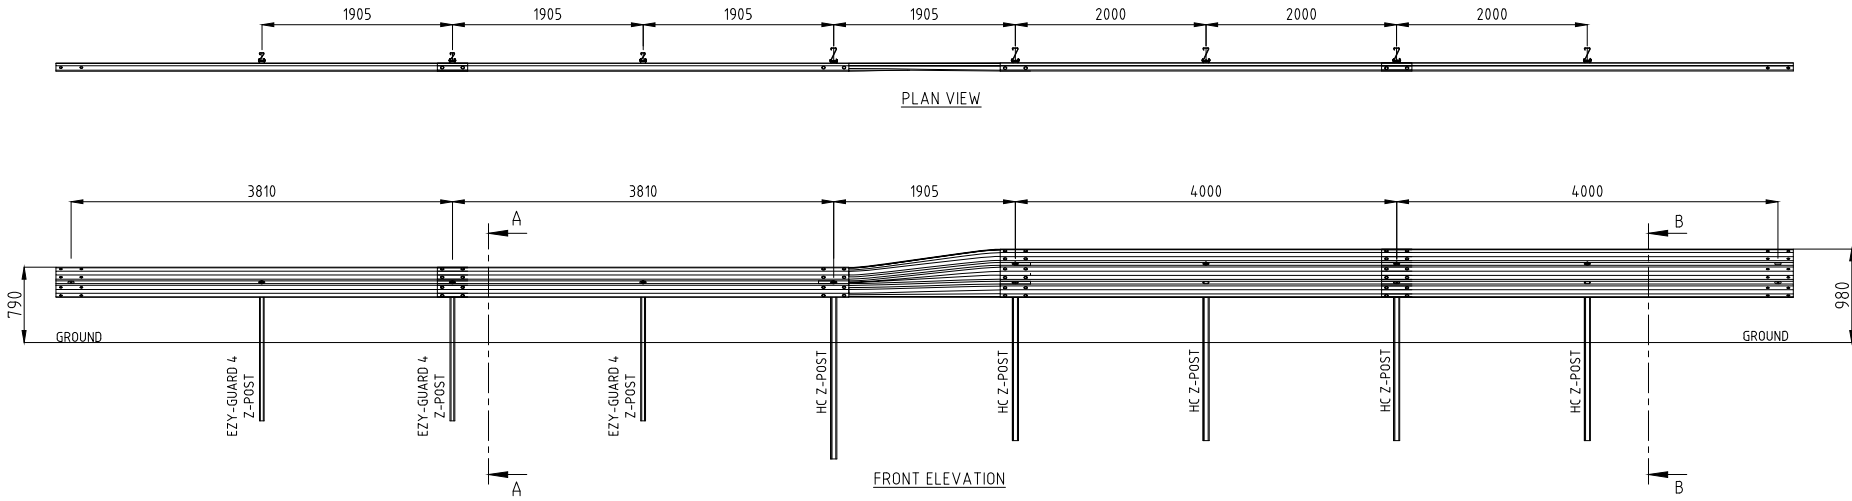 1905 1905 1905 1905 2000 2000 2000
Z Z Z Z Z Z Z Z
PLAN VIEW
3810 3810 1905 4000 4000
A B
790
980
GROUND GROUND
EZY-GUARD 4
Z-POST
EZY-GUARD 4
Z-POST
EZY-GUARD 4
Z-POST
HC Z-POST
HC Z-POST
HC Z-POST
HC Z-POST
HC Z-POST
FRONT ELEVATION
A B